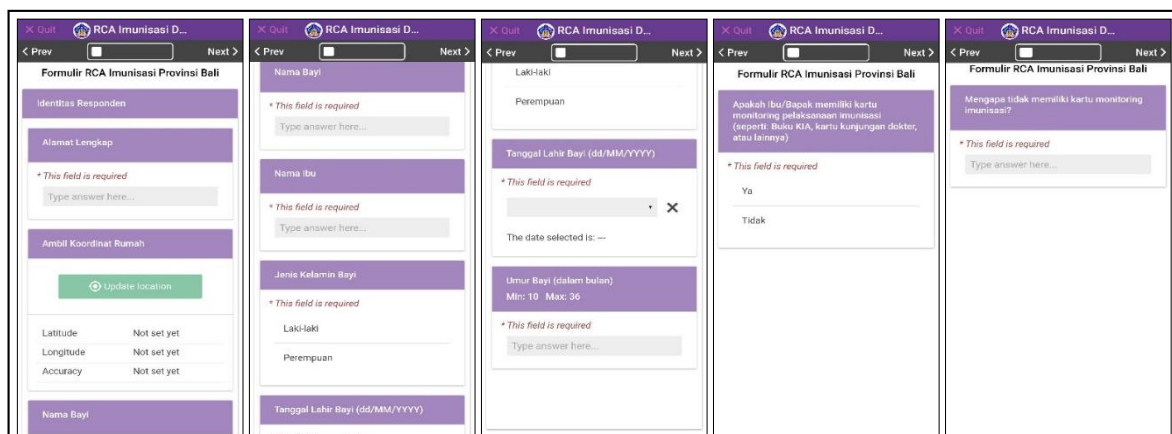 × Quit RCA Imunisasi D...
< Prev Next >
Formulir RCA Imunisasi Provinsi Bali
Identitas Responden
Alamat Lengkap
* This field is required
Type answer here...
Ambil Koordinat Rumah
Update location
Latitude Not set yet
Longitude Not set yet
Accuracy Not set yet
Nama Bayi
× Quit RCA Imunisasi D...
< Prev Next >
Nama Bayi
* This field is required
Type answer here...
Nama Ibu
* This field is required
Type answer here...
Jenis Kelamin Bayi
* This field is required
Laki-laki
Perempuan
Tanggal Lahir Bayi (dd/MM/YYYY)
× Quit RCA Imunisasi D...
< Prev Next >
Laki-laki
Perempuan
Tanggal Lahir Bayi (dd/MM/YYYY)
* This field is required
The date selected is: ---
Umur Bayi (dalam bulan)
Min: 10 Max: 36
* This field is required
Type answer here...
× Quit RCA Imunisasi D...
< Prev Next >
Formulir RCA Imunisasi Provinsi Bali
Apakah Ibu/Bapak memiliki kartu
monitoring pelaksanaan imunisasi
(seperti: Buku KIA, kartu kunjungan dokter,
atau lainnya)
* This field is required
Ya
Tidak
× Quit RCA Imunisasi D...
< Prev Next >
Formulir RCA Imunisasi Provinsi Bali
Mengapa tidak memiliki kartu monitoring
imunisasi?
* This field is required
Type answer here...